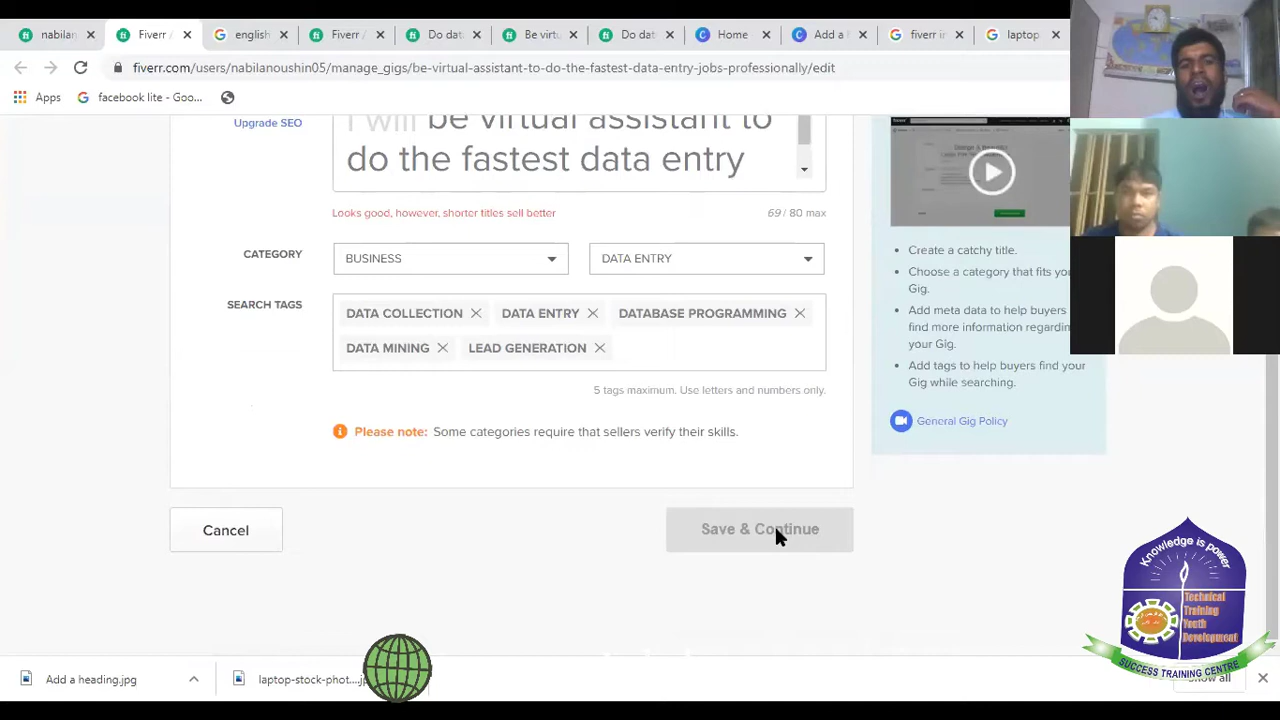 nabilan
Fiverr /
english
Fiverr /
Do data
Be virtu
Do dat
Home
Add a
fiverr in
laptop
fiverr.com/users/nabilanoushin05/manage_gigs/be-virtual-assistant-to-do-the-fastest-data-entry-jobs-professionally/edit
Apps
facebook lite - Goo...
Upgrade SEO
I will be virtual assistant to
do the fastest data entry
Looks good, however, shorter titles sell better
69 / 80 max
CATEGORY
BUSINESS
DATA ENTRY
SEARCH TAGS
DATA COLLECTION
DATA ENTRY
DATABASE PROGRAMMING
DATA MINING
LEAD GENERATION
5 tags maximum. Use letters and numbers only.
Please note: Some categories require that sellers verify their skills.
Cancel
Save & Continue
Create a catchy title.
Choose a category that fits you
Gig.
Add meta data to help buyers
find more information regarding
your Gig.
Add tags to help buyers find your
Gig while searching.
General Gig Policy
Knowledge is power
Technical
Training
Youth
Development
SUCCESS TRAINING CENTRE
Add a heading.jpg
laptop-stock-phot....j
Show all